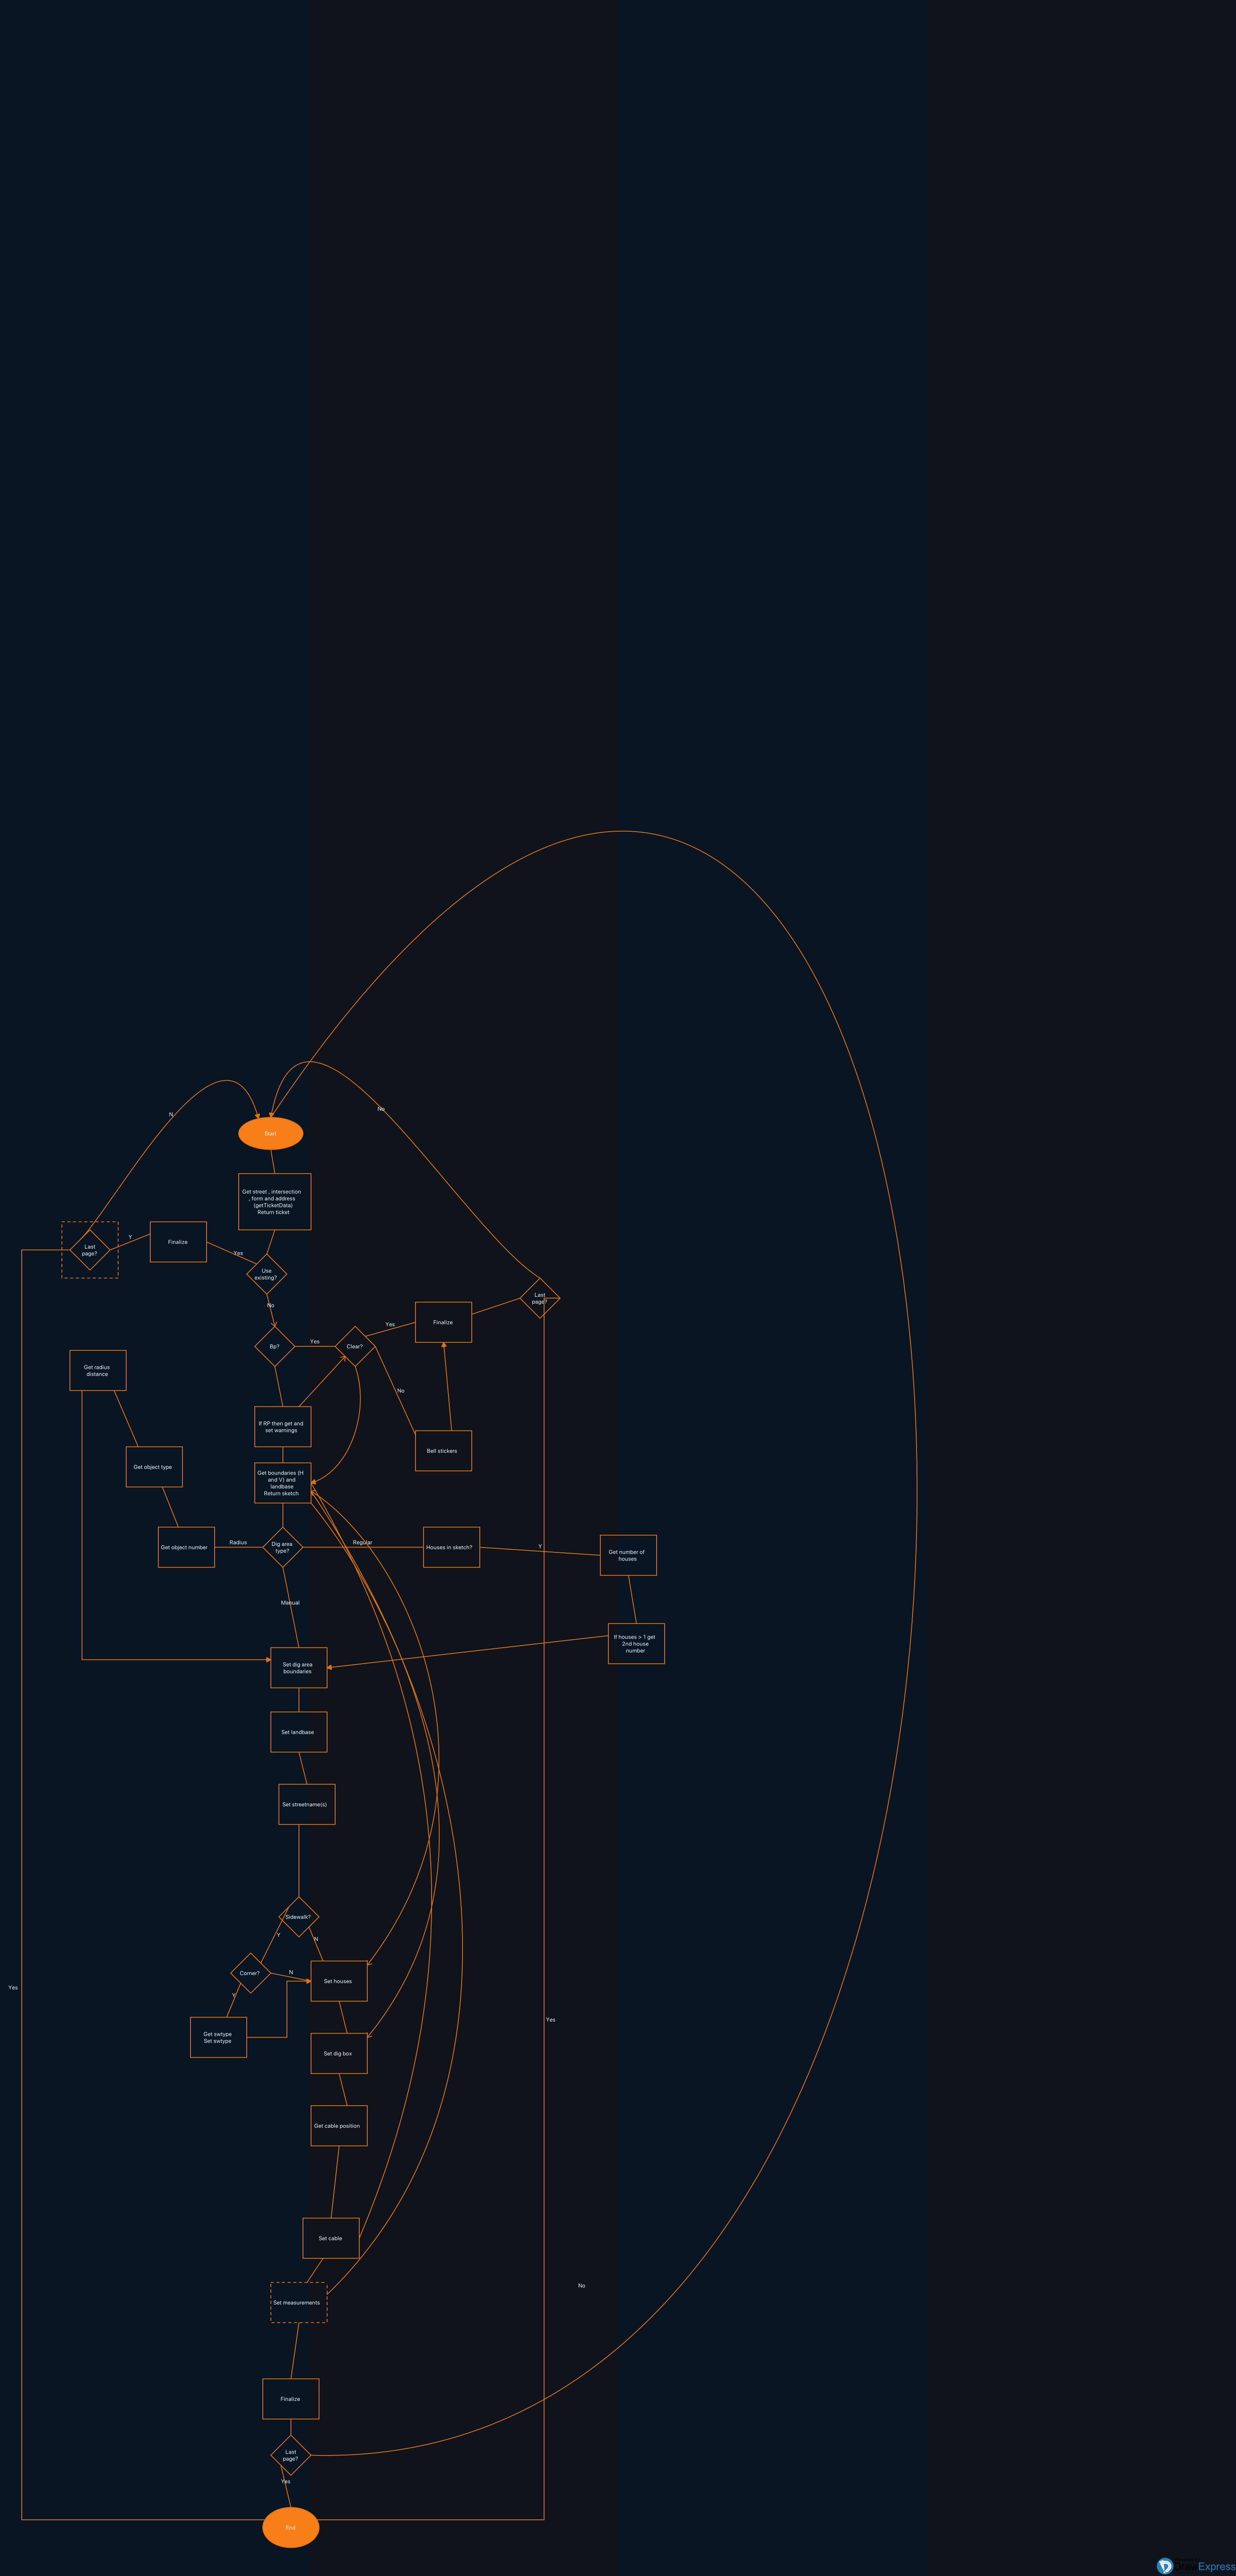 N
No
Start
Get street , intersection
, form and address
(getTicketData)
Return ticket
Last
page?
Y
Finalize
Yes
Use
existing?
No
Last
page?
Finalize
Yes
Bp?
Yes
Clear?
Get radius
distance
No
If RP then get and
set warnings
Bell stickers
Get object type
Get boundaries (H
and V) and
landbase
Return sketch
Get object number
Radius
Dig area
type?
Regular
Houses in sketch?
Y
Get number of
houses
Manual
If houses > 1 get
2nd house
number
Set dig area
boundaries
Set landbase
Set streetname(s)
Sidewalk?
Y
N
Corner?
N
Set houses
Yes
Y
Get swtype
Set swtype
Yes
Set dig box
Get cable position
Set cable
No
Set measurements
Finalize
Last
page?
Yes
End
DrawExpress